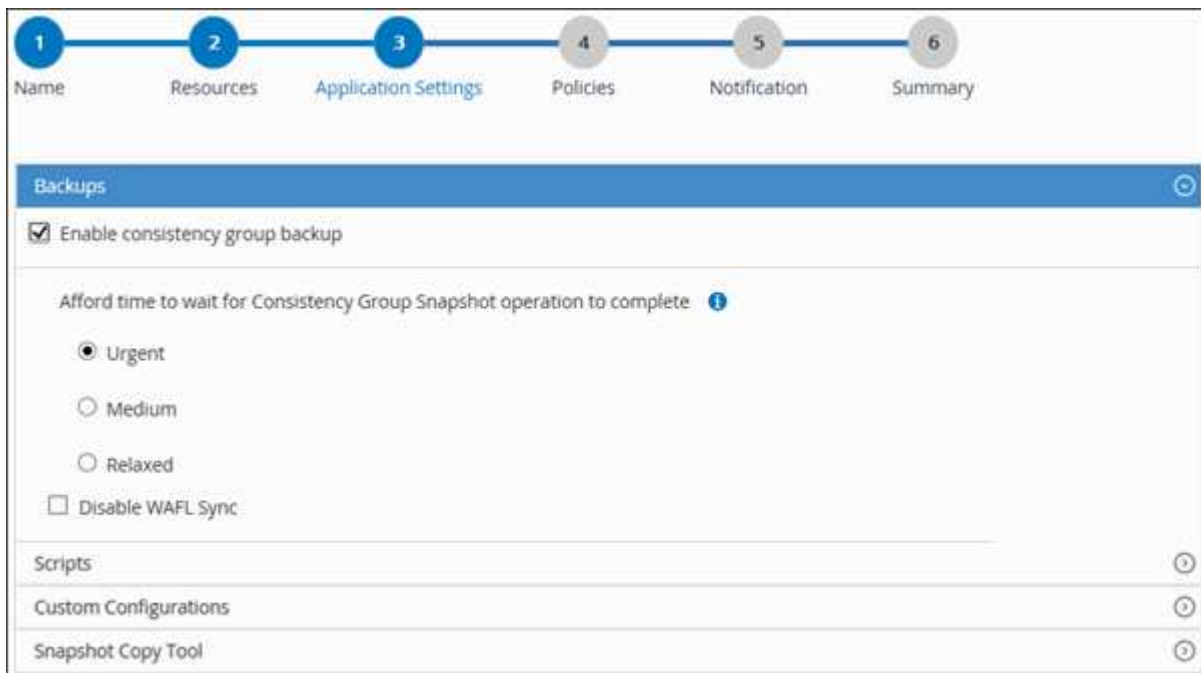 1 2 3 4 5 6
Name Resources Application Settings Policies Notification Summary
Backups
Enable consistency group backup
Afford time to wait for Consistency Group Snapshot operation to complete
Urgent
Medium
Relaxed
Disable WAFL Sync
Scripts
Custom Configurations
Snapshot Copy Tool